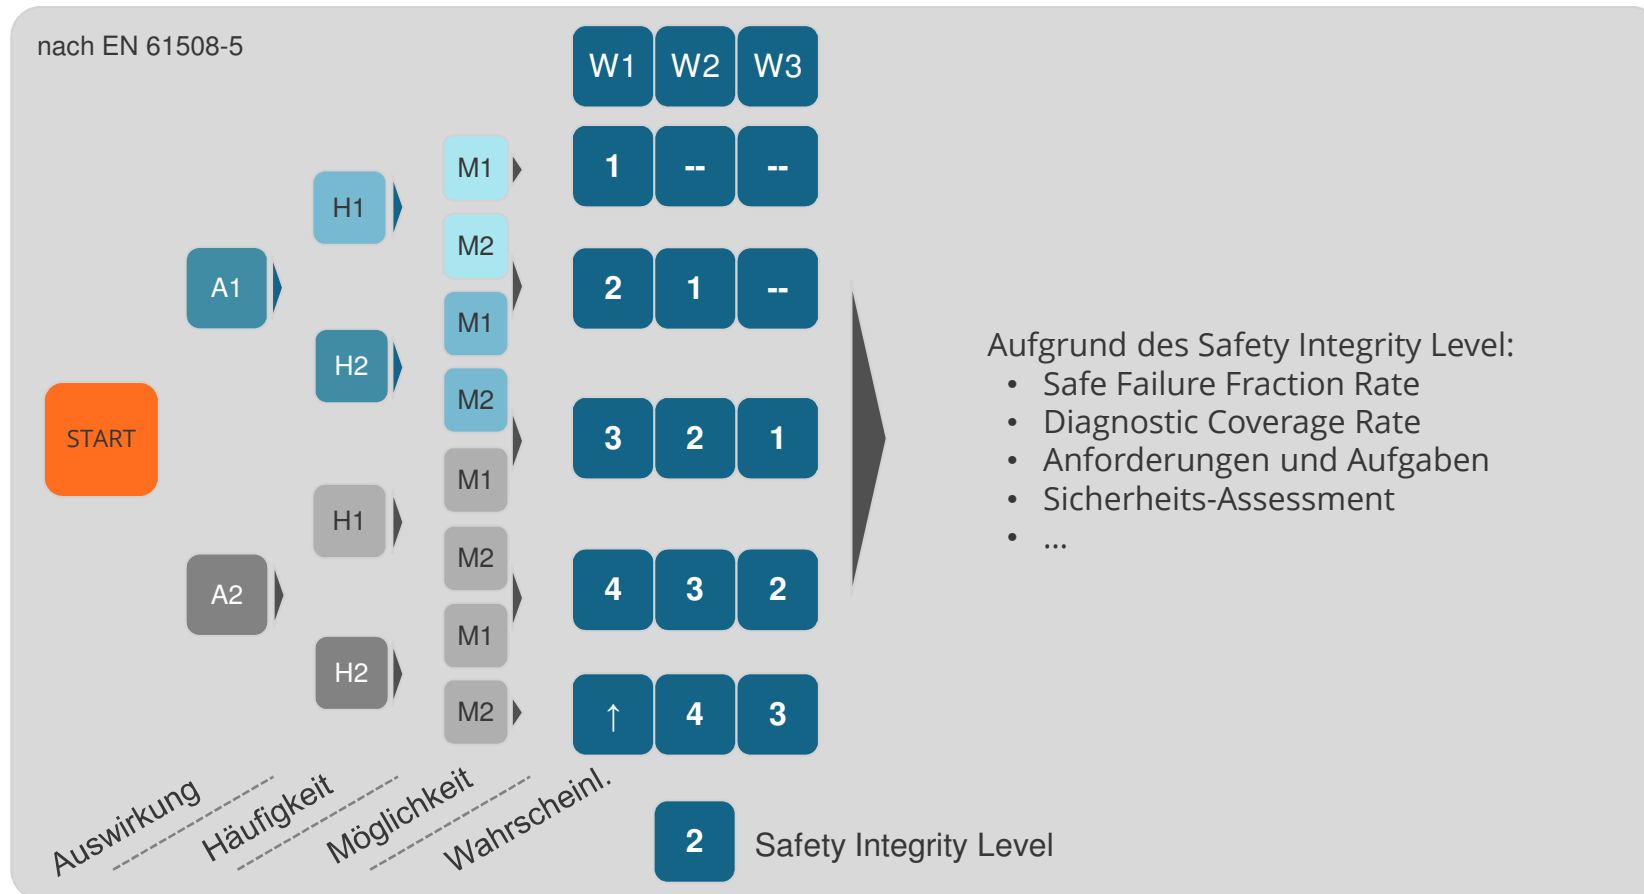 nach EN 61508-5
W1 W2 W3
M1 1 -- --
H1
M2
A1 2 1 --
M1
H2
M2
START 3 2 1
M1
H1
M2
A2 4 3 2
M1
H2
M2 ↑ 4 3
Auswirkung
Häufigkeit
Möglichkeit
Wahrscheinl.
2 Safety Integrity Level
Aufgrund des Safety Integrity Level:
• Safe Failure Fraction Rate
• Diagnostic Coverage Rate
• Anforderungen und Aufgaben
• Sicherheits-Assessment
• ...